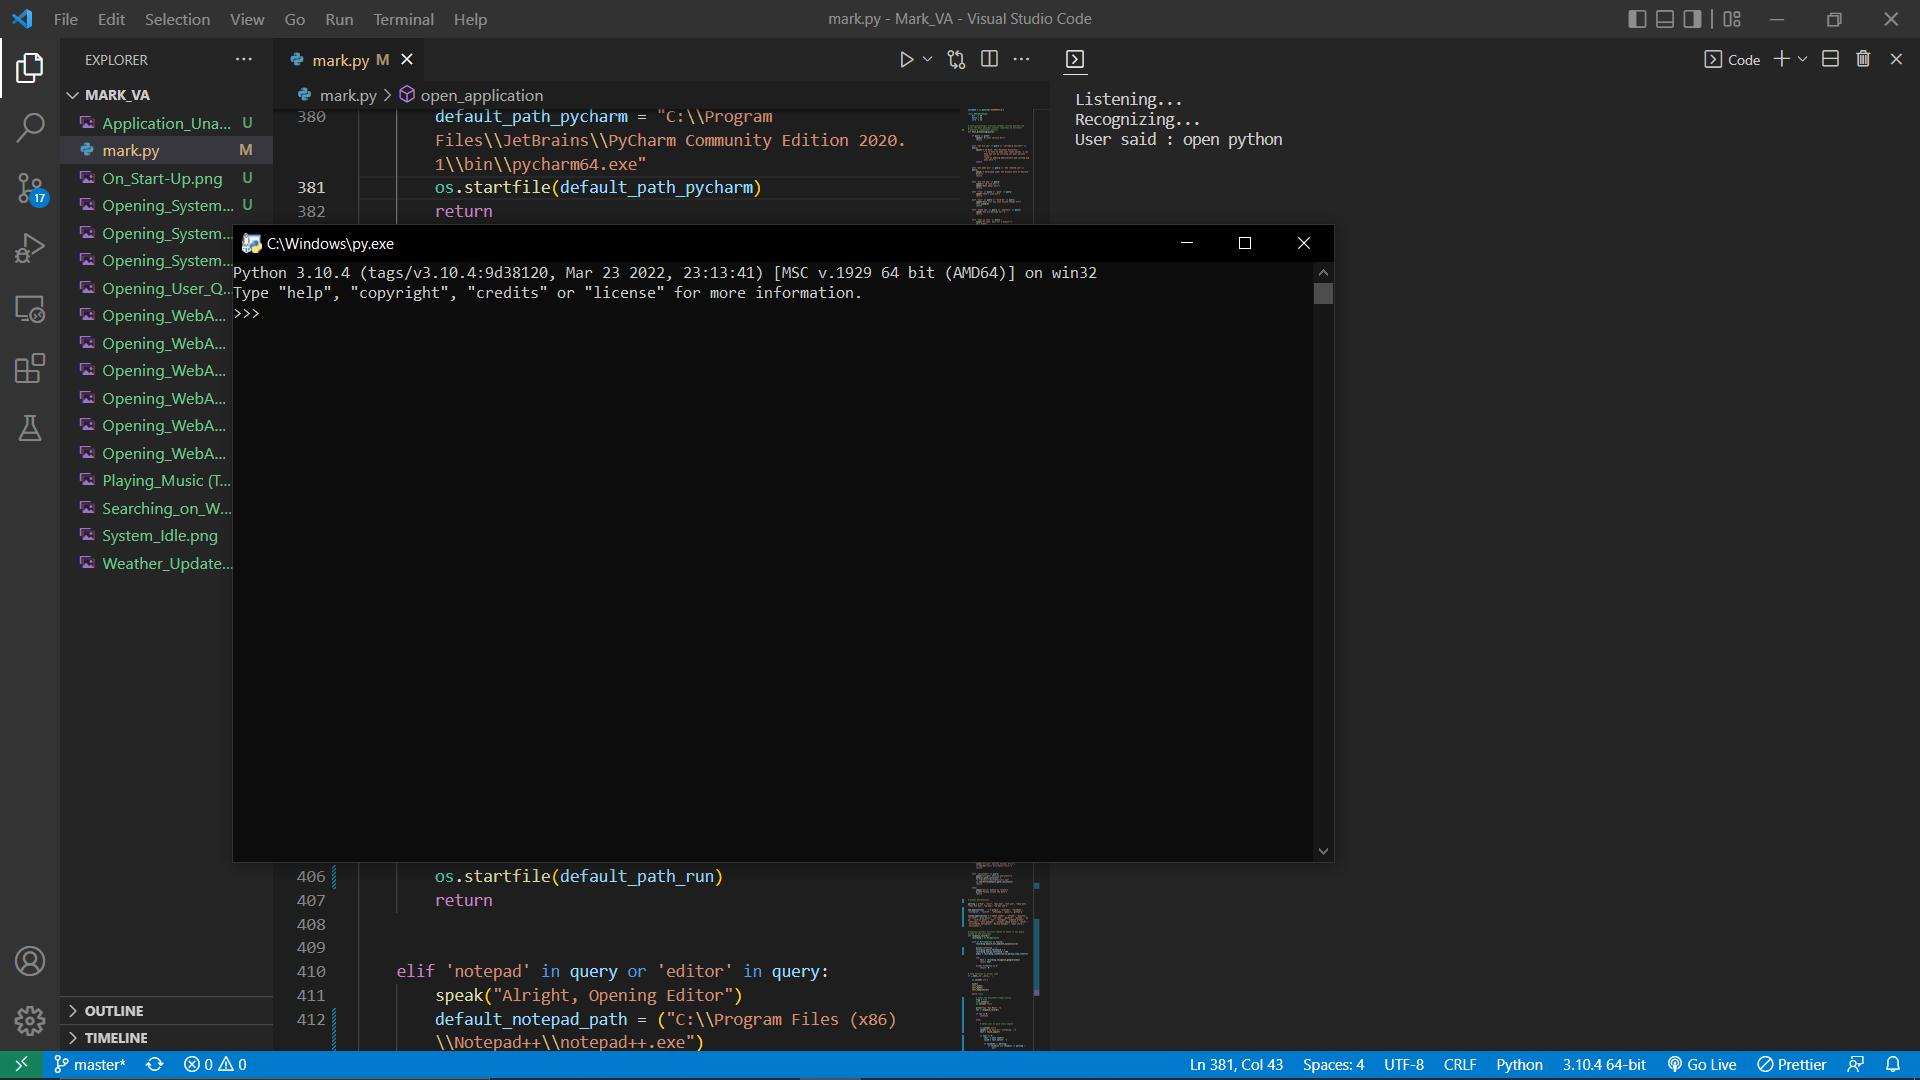 File Edit Selection View Go Run Terminal Help
mark.py - Mark_VA - Visual Studio Code
EXPLORER
mark.py M
Code
MARK_VA
mark.py > open_application
Application_Una... U
mark.py M
On_Start-Up.png U
Opening_System... U
Opening_System...
Opening_System...
Opening_User_Q...
Opening_WebA...
Opening_WebA...
Opening_WebA...
Opening_WebA...
Opening_WebA...
Opening_WebA...
Playing_Music (T...
Searching_on_W...
System_Idle.png
Weather_Update...
17
OUTLINE
TIMELINE
380 default_path_pycharm = "C:\\Program
Files\\JetBrains\\PyCharm Community Edition 2020.
1\\bin\\pycharm64.exe"
381 os.startfile(default_path_pycharm)
382 return
Listening...
Recognizing...
User said : open python
C:\Windows\py.exe
Python 3.10.4 (tags/v3.10.4:9d38120, Mar 23 2022, 23:13:41) [MSC v.1929 64 bit (AMD64)] on win32
Type "help", "copyright", "credits" or "license" for more information.
>>>
406 os.startfile(default_path_run)
407 return
408
409
410 elif 'notepad' in query or 'editor' in query:
411 speak("Alright, Opening Editor")
412 default_notepad_path = ("C:\\Program Files (x86)
\\Notepad++\\notepad++.exe")
master* 0 0 Ln 381, Col 43 Spaces: 4 UTF-8 CRLF Python 3.10.4 64-bit Go Live Prettier